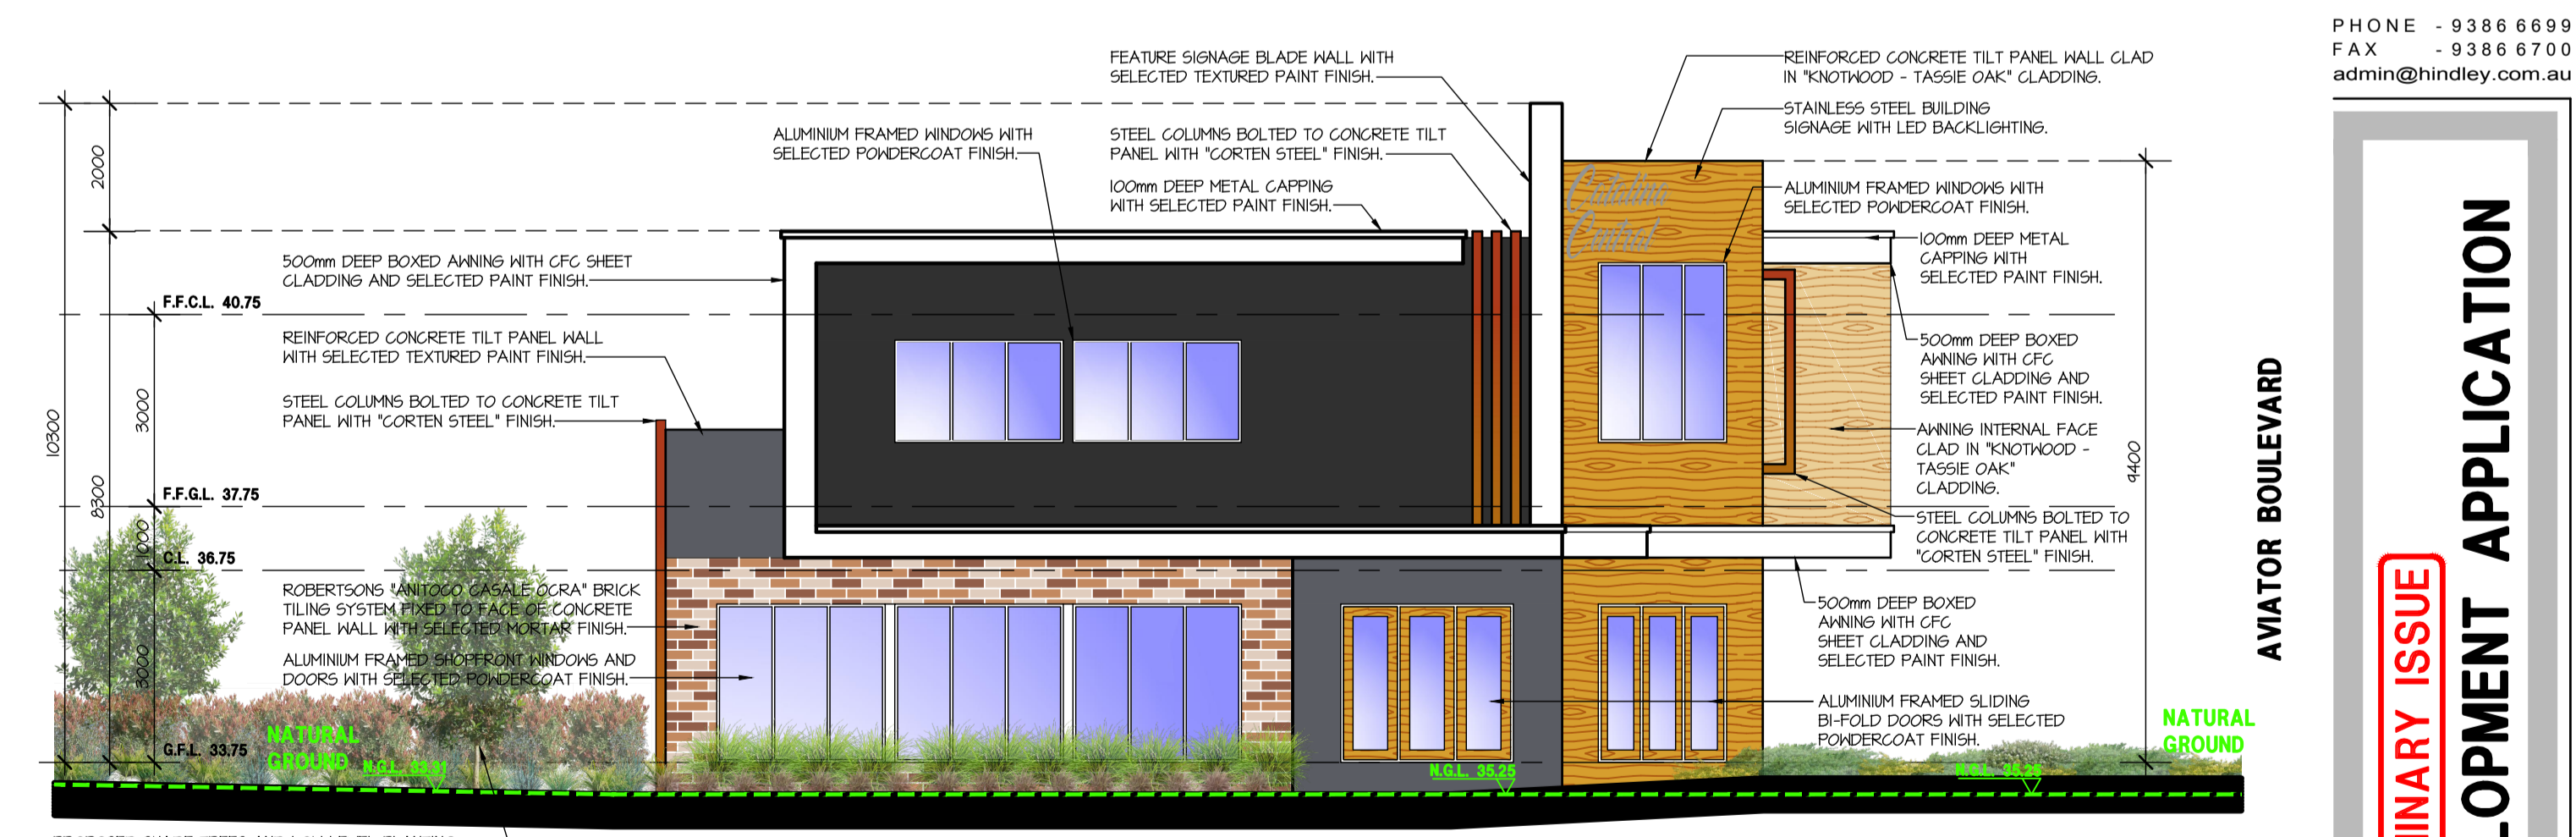 PHONE - 9386 6699
FAX - 9386 6700
admin@hindley.com.au
FEATURE SIGNAGE BLADE WALL WITH
SELECTED TEXTURED PAINT FINISH.
REINFORCED CONCRETE TILT PANEL WALL CLAD
IN "KNOTWOOD - TASSIE OAK" CLADDING.
STAINLESS STEEL BUILDING
SIGNAGE WITH LED BACKLIGHTING.
ALUMINIUM FRAMED WINDOWS WITH
SELECTED POWDERCOAT FINISH.
STEEL COLUMNS BOLTED TO CONCRETE TILT
PANEL WITH "CORTEN STEEL" FINISH.
100mm DEEP METAL CAPPING
WITH SELECTED PAINT FINISH.
ALUMINIUM FRAMED WINDOWS WITH
SELECTED POWDERCOAT FINISH.
Catalina
Central
100mm DEEP METAL
CAPPING WITH
SELECTED PAINT FINISH.
500mm DEEP BOXED AWNING WITH CFC SHEET
CLADDING AND SELECTED PAINT FINISH.
F.F.C.L. 40.75
REINFORCED CONCRETE TILT PANEL WALL
WITH SELECTED TEXTURED PAINT FINISH.
STEEL COLUMNS BOLTED TO CONCRETE TILT
PANEL WITH "CORTEN STEEL" FINISH.
500mm DEEP BOXED
AWNING WITH CFC
SHEET CLADDING AND
SELECTED PAINT FINISH.
AWNING INTERNAL FACE
CLAD IN "KNOTWOOD -
TASSIE OAK"
CLADDING.
STEEL COLUMNS BOLTED TO
CONCRETE TILT PANEL WITH
"CORTEN STEEL" FINISH.
2000
10300
8300
3000
1000
3000
9400
F.F.G.L. 37.75
C.L. 36.75
ROBERTSONS "ANITOCO CASALE OCRA" BRICK
TILING SYSTEM FIXED TO FACE OF CONCRETE
PANEL WALL WITH SELECTED MORTAR FINISH.
ALUMINIUM FRAMED SHOPFRONT WINDOWS AND
DOORS WITH SELECTED POWDERCOAT FINISH.
500mm DEEP BOXED
AWNING WITH CFC
SHEET CLADDING AND
SELECTED PAINT FINISH.
ALUMINIUM FRAMED SLIDING
BI-FOLD DOORS WITH SELECTED
POWDERCOAT FINISH.
G.F.L. 33.75
NATURAL
GROUND
N.G.L. 33.31
N.G.L. 35.25
N.G.L. 35.25
NATURAL
GROUND
AVIATOR BOULEVARD
INARY ISSUE
LOPMENT APPLICATION